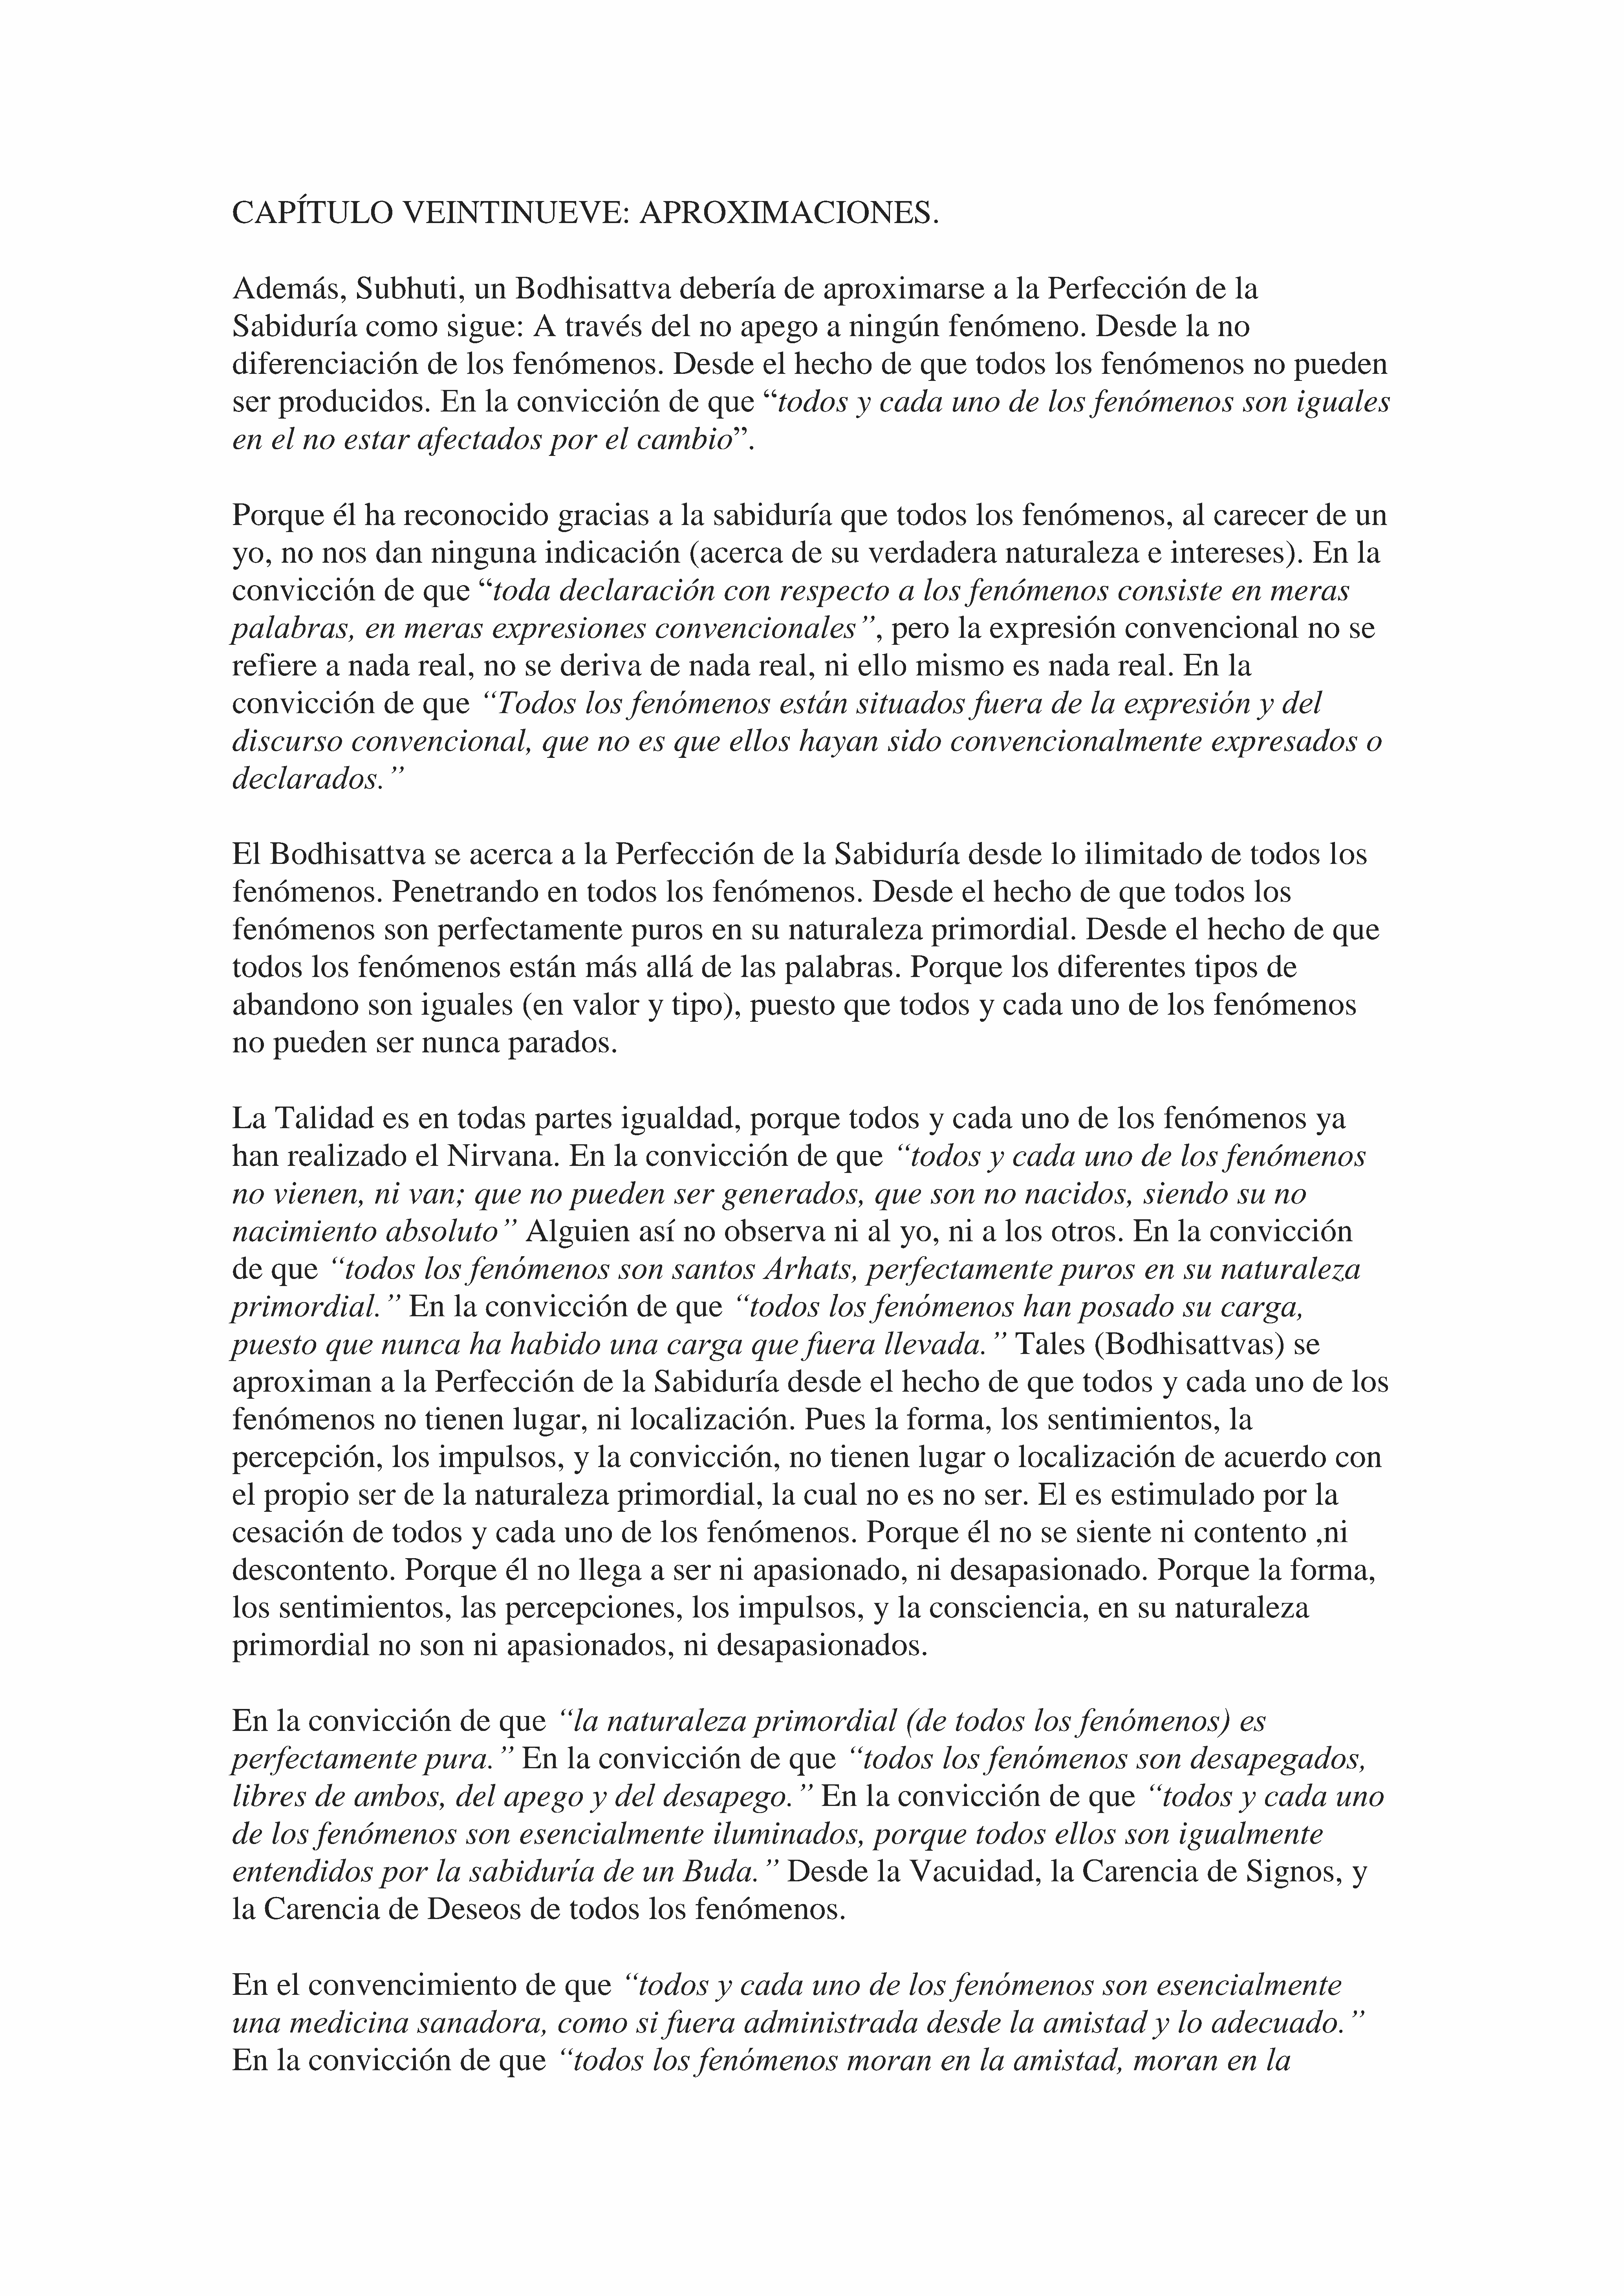 CAPÍTULO VEINTINUEVE: APROXIMACIONES.
Además, Subhuti, un Bodhisattva debería de aproximarse a la Perfección de la
Sabiduría como sigue: A través del no apego a ningún fenómeno. Desde la no
diferenciación de los fenómenos. Desde el hecho de que todos los fenómenos no pueden
ser producidos. En la convicción de que “todos y cada uno de los fenómenos son iguales
en el no estar afectados por el cambio”.
Porque él ha reconocido gracias a la sabiduría que todos los fenómenos, al carecer de un
yo, no nos dan ninguna indicación (acerca de su verdadera naturaleza e intereses). En la
convicción de que “toda declaración con respecto a los fenómenos consiste en meras
palabras, en meras expresiones convencionales”, pero la expresión convencional no se
refiere a nada real, no se deriva de nada real, ni ello mismo es nada real. En la
convicción de que “Todos los fenómenos están situados fuera de la expresión y del
discurso convencional, que no es que ellos hayan sido convencionalmente expresados o
declarados.”
El Bodhisattva se acerca a la Perfección de la Sabiduría desde lo ilimitado de todos los
fenómenos. Penetrando en todos los fenómenos. Desde el hecho de que todos los
fenómenos son perfectamente puros en su naturaleza primordial. Desde el hecho de que
todos los fenómenos están más allá de las palabras. Porque los diferentes tipos de
abandono son iguales (en valor y tipo), puesto que todos y cada uno de los fenómenos
no pueden ser nunca parados.
La Talidad es en todas partes igualdad, porque todos y cada uno de los fenómenos ya
han realizado el Nirvana. En la convicción de que “todos y cada uno de los fenómenos
no vienen, ni van; que no pueden ser generados, que son no nacidos, siendo su no
nacimiento absoluto” Alguien así no observa ni al yo, ni a los otros. En la convicción
de que “todos los fenómenos son santos Arhats, perfectamente puros en su naturaleza
primordial.” En la convicción de que “todos los fenómenos han posado su carga,
puesto que nunca ha habido una carga que fuera llevada.” Tales (Bodhisattvas) se
aproximan a la Perfección de la Sabiduría desde el hecho de que todos y cada uno de los
fenómenos no tienen lugar, ni localización. Pues la forma, los sentimientos, la
percepción, los impulsos, y la convicción, no tienen lugar o localización de acuerdo con
el propio ser de la naturaleza primordial, la cual no es no ser. El es estimulado por la
cesación de todos y cada uno de los fenómenos. Porque él no se siente ni contento ,ni
descontento. Porque él no llega a ser ni apasionado, ni desapasionado. Porque la forma,
los sentimientos, las percepciones, los impulsos, y la consciencia, en su naturaleza
primordial no son ni apasionados, ni desapasionados.
En la convicción de que “la naturaleza primordial (de todos los fenómenos) es
perfectamente pura.” En la convicción de que “todos los fenómenos son desapegados,
libres de ambos, del apego y del desapego.” En la convicción de que “todos y cada uno
de los fenómenos son esencialmente iluminados, porque todos ellos son igualmente
entendidos por la sabiduría de un Buda.” Desde la Vacuidad, la Carencia de Signos, y
la Carencia de Deseos de todos los fenómenos.
En el convencimiento de que “todos y cada uno de los fenómenos son esencialmente
una medicina sanadora, como si fuera administrada desde la amistad y lo adecuado.”
En la convicción de que “todos los fenómenos moran en la amistad, moran en la